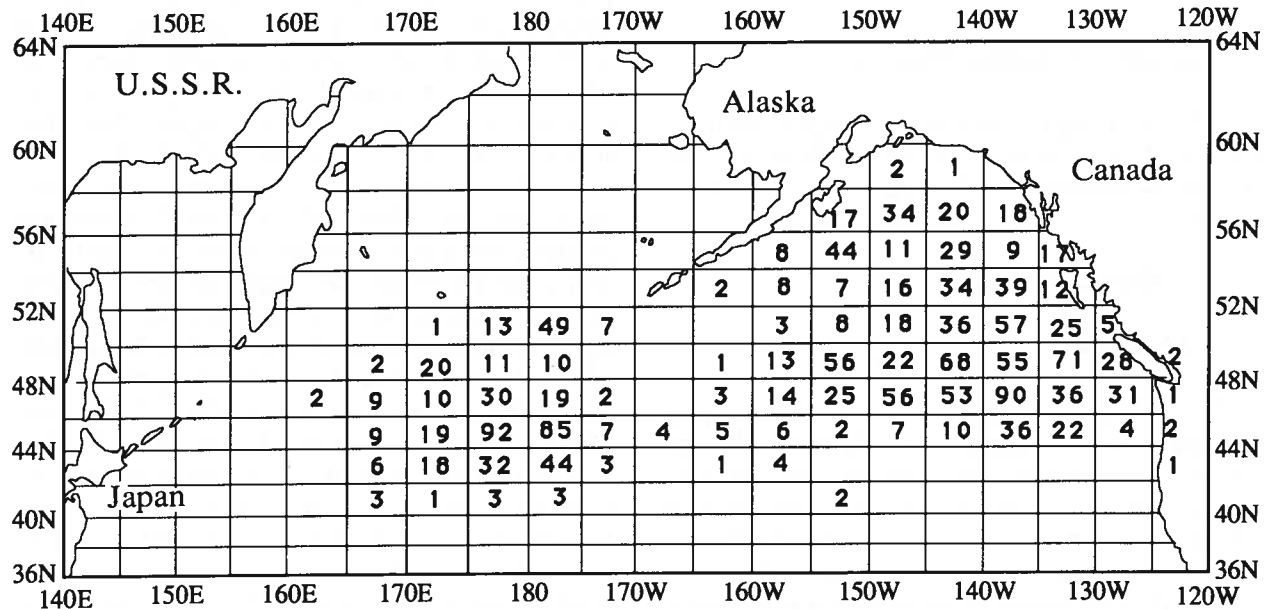 140E 150E 160E 170E 180 170W 160W 150W 140W 130W 120W
64N 64N
U.S.S.R. Alaska
60N 60N
2 1 Canada
17 34 20 18
56N 56N
8 44 11 29 9 17
2 8 7 16 34 39 12
52N 52N
1 13 49 7 3 8 18 36 57 25 5
2 20 11 10 1 13 56 22 68 55 71 28 2
48N 48N
2 9 10 30 19 2 3 14 25 56 53 90 36 31 1
9 19 92 85 7 4 5 6 2 7 10 36 22 4 2
44N 44N
6 18 32 44 3 1 4 1
Japan 3 1 3 3 2
40N 40N
36N 36N
140E 150E 160E 170E 180 170W 160W 150W 140W 130W 120W